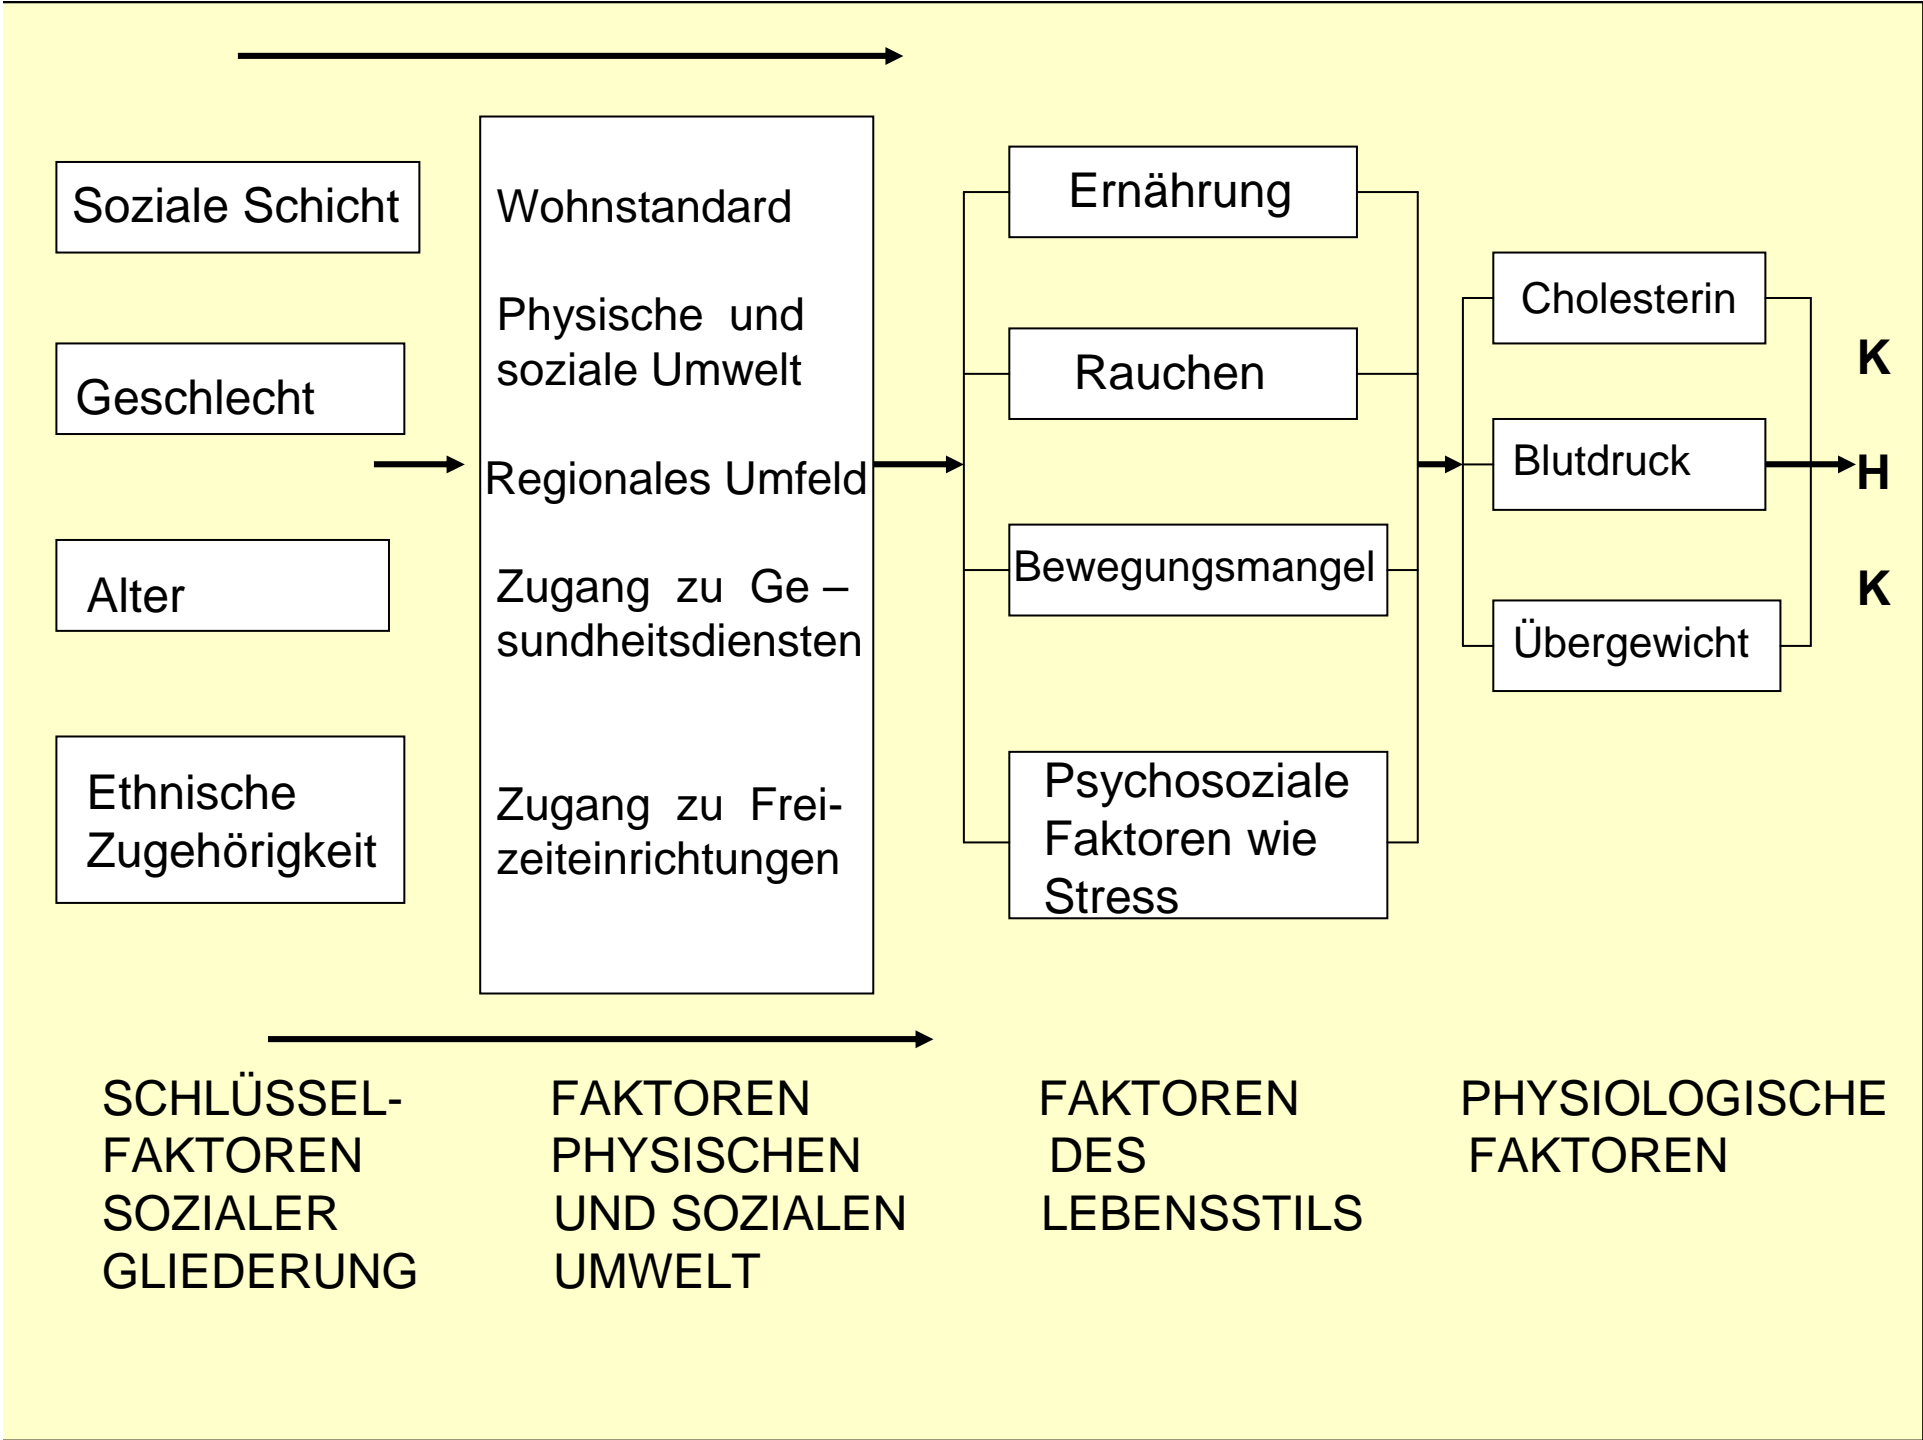 Soziale Schicht
Geschlecht
Alter
Ethnische
Zugehörigkeit
Wohnstandard
Physische und
soziale Umwelt
Regionales Umfeld
Zugang zu Ge –
sundheitsdiensten
Zugang zu Frei-
zeiteinrichtungen
Ernährung
Rauchen
Bewegungsmangel
Psychosoziale
Faktoren wie
Stress
Cholesterin
Blutdruck
Übergewicht
K
H
K
SCHLÜSSEL-
FAKTOREN
SOZIALER
GLIEDERUNG
FAKTOREN
PHYSISCHEN
UND SOZIALEN
UMWELT
FAKTOREN
DES
LEBENSSTILS
PHYSIOLOGISCHE
FAKTOREN